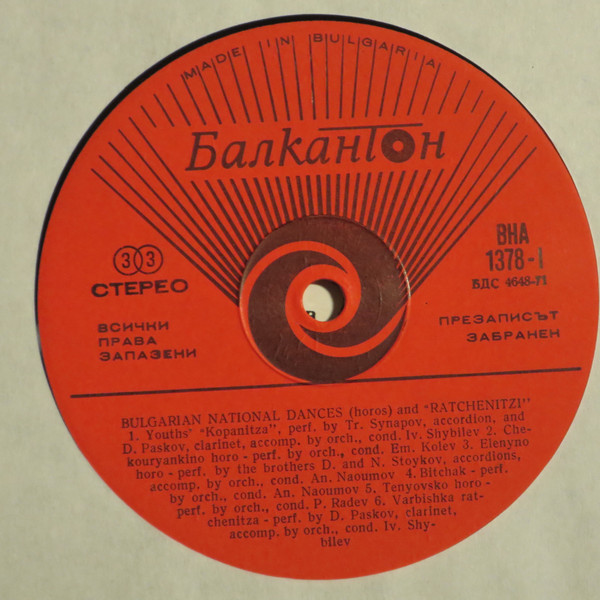 MADE IN BULGARIA
Балкантон
33
СТЕРЕО
ВСИЧКИ
ПРАВА
ЗАПАЗЕНИ
ВНА
1378-I
БДС 4648-71
ПРЕЗАПИСЪТ
ЗАБРАНЕН
BULGARIAN NATIONAL DANCES (horos) and "RATCHENITZI"
1. Youths' "Kopanitza", perf. by Tr. Synapov, accordion, and
D. Paskov, clarinet, accomp. by orch., cond. Iv. Shybilev 2. Che-
kouryankino horo - perf. by orch., cond. Em. Kolev 3. Elenyno
horo - perf. by the brothers D. and N. Stoykov, accordions,
accomp. by orch., cond. An. Naoumov 4. Bitchak - perf.
by orch., cond. An. Naoumov 5. Tenyovsko horo -
perf. by orch., cond. P. Radev 6. Varbishka rat-
chenitza - perf. by D. Paskov, clarinet,
accomp. by orch., cond. Iv. Shy-
bilev